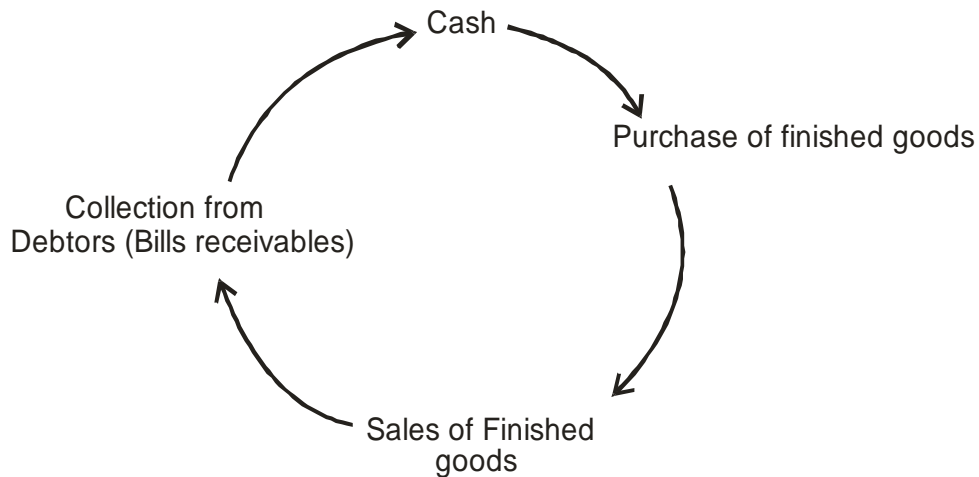 Cash
Purchase of finished goods
Collection from
Debtors (Bills receivables)
Sales of Finished
goods